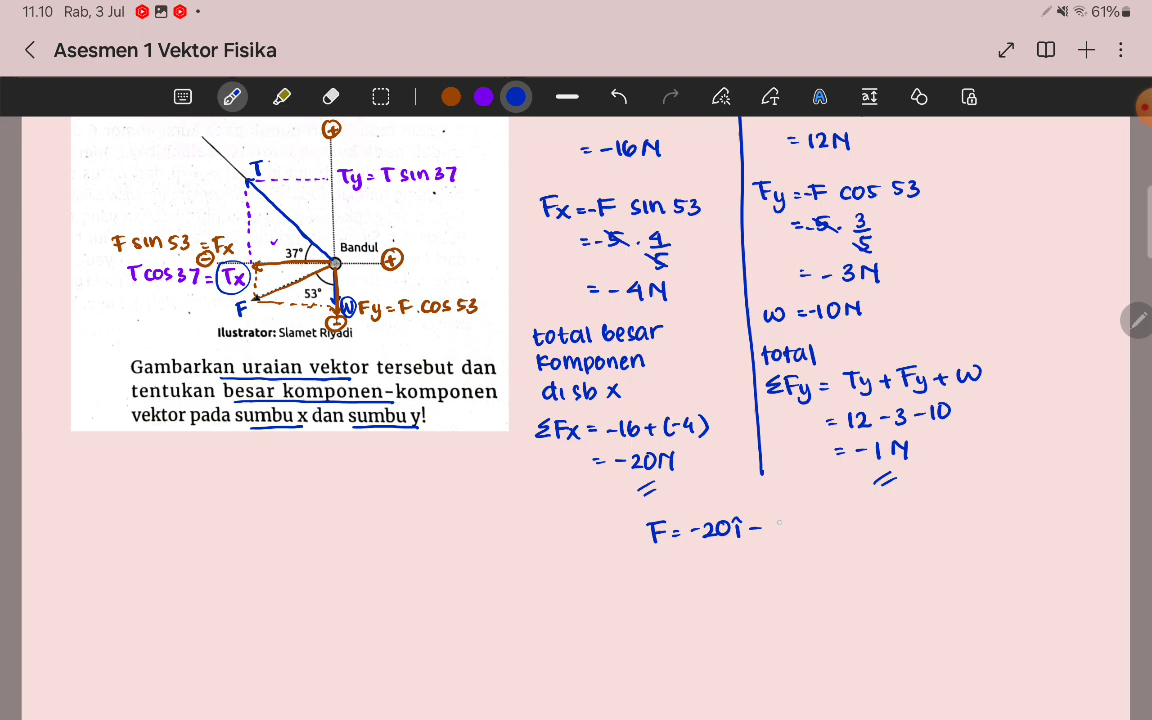 11.10 Rab, 3 Jul
61%
Asesmen 1 Vektor Fisika
T
Ty = T sin 37
F sin 53 = Fx
37°
Bandul
T cos 37 = Tx
F
53°
W
Fy = F cos 53
Ilustrator: Slamet Riyadi
Gambarkan uraian vektor tersebut dan
tentukan besar komponen-komponen
vektor pada sumbu x dan sumbu y!
= -16 N
Fx = -F sin 53
= -5 . 4/5
= -4 N
total besar
komponen
di sb x
ΣFx = -16 + (-4)
= -20 N
= 12 N
Fy = -F cos 53
= -5 . 3/5
= -3 N
w = -10 N
total
ΣFy = Ty + Fy + w
= 12 - 3 - 10
= -1 N
F = -20î -